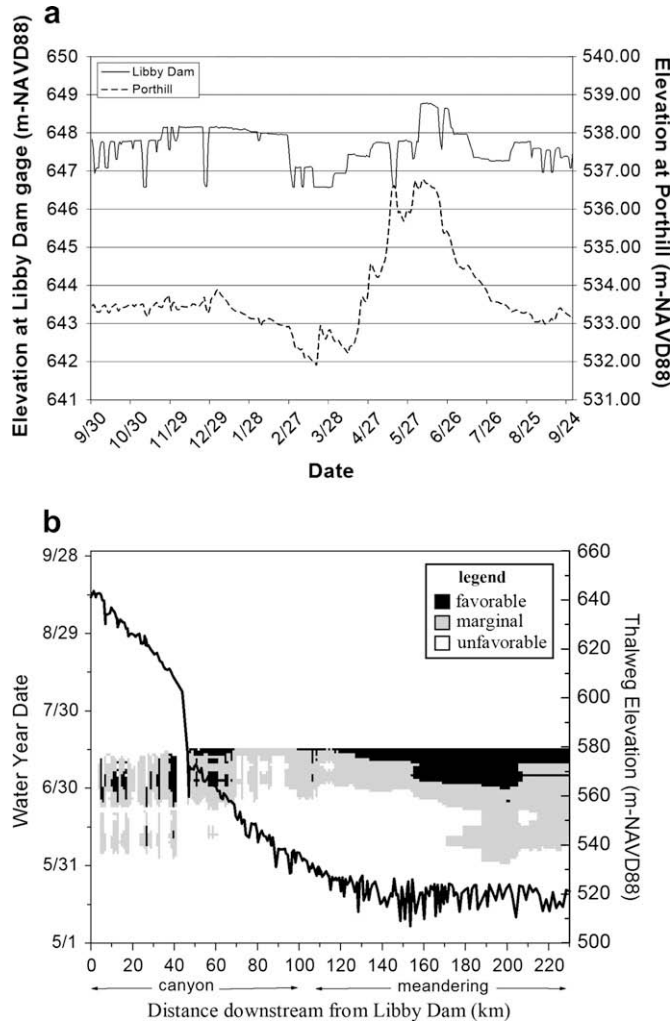 a
650
649
648
647
646
645
644
643
642
641
Elevation at Libby Dam gage (m-NAVD88)
Libby Dam
Porthill
540.00
539.00
538.00
537.00
536.00
535.00
534.00
533.00
532.00
531.00
Elevation at Porthill (m-NAVD88)
9/30 10/30 11/29 12/29 1/28 2/27 3/28 4/27 5/27 6/26 7/26 8/25 9/24
Date
b
9/28
8/29
7/30
6/30
5/31
5/1
Water Year Date
legend
favorable
marginal
unfavorable
660
640
620
600
580
560
540
520
500
Thalweg Elevation (m-NAVD88)
0 20 40 60 80 100 120 140 160 180 200 220
canyon meandering
Distance downstream from Libby Dam (km)